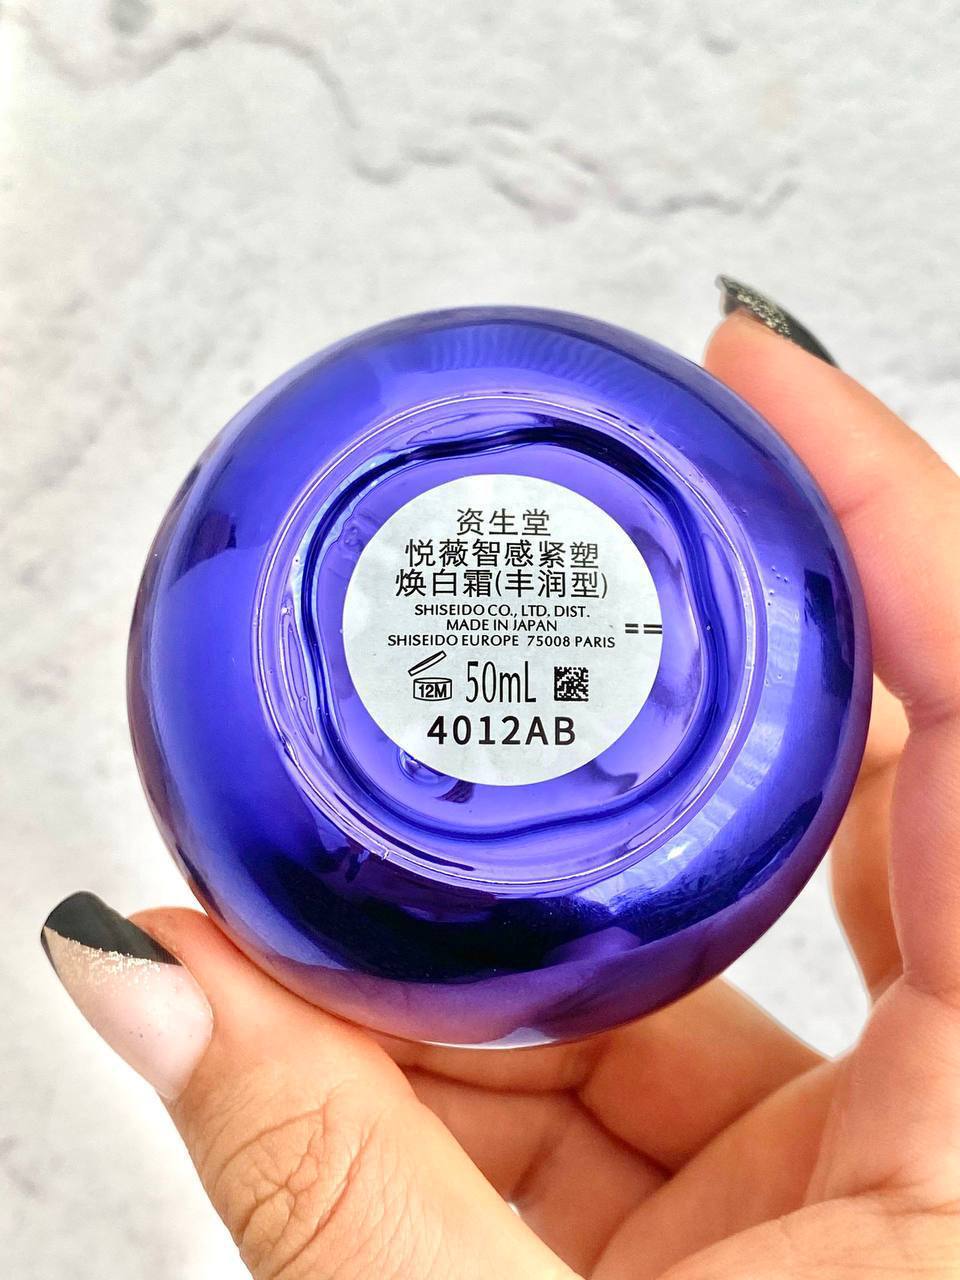 资生堂
悦薇智感紧塑
焕白霜(丰润型)
SHISEIDO CO., LTD, DIST.
MADE IN JAPAN
SHISEIDO EUROPE 75008 PARIS
12M 50mL
4012AB